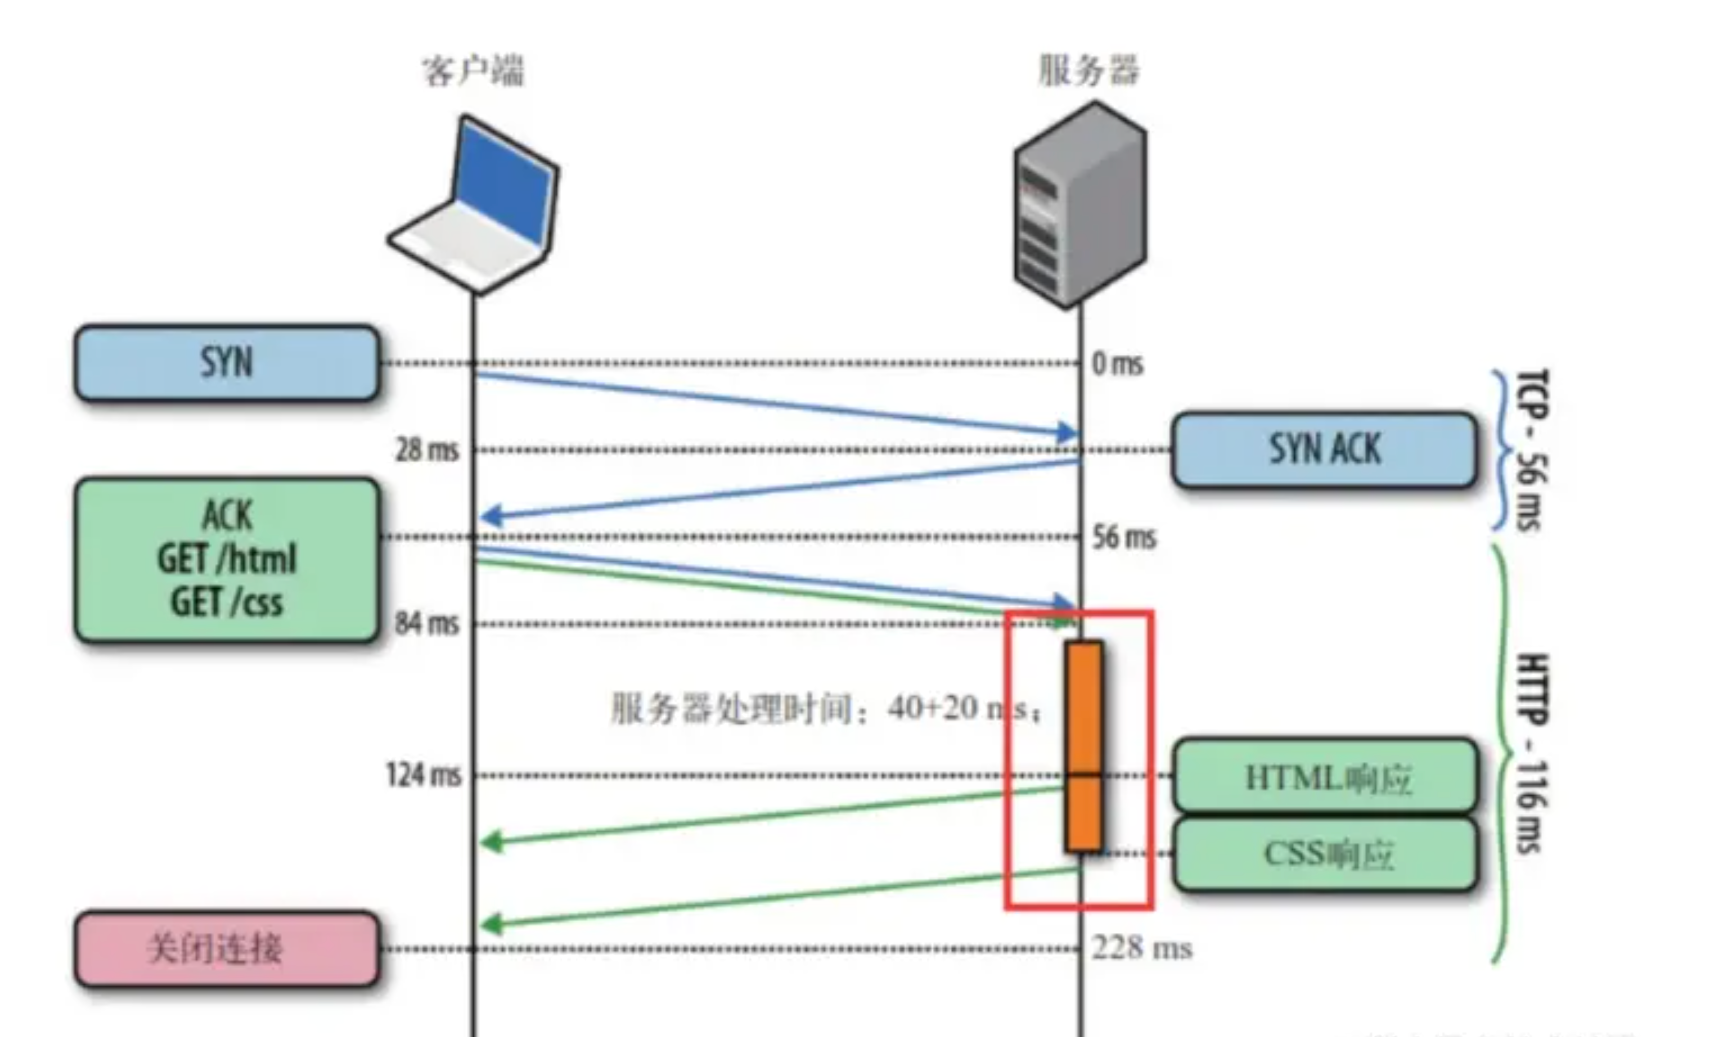 客户端
服务器
SYN
0 ms
TCP - 56 ms
28 ms
SYN ACK
ACK
GET /html
GET /css
56 ms
84 ms
HTTP - 116 ms
服务器处理时间：40+20 ms；
124 ms
HTML响应
CSS响应
关闭连接
228 ms